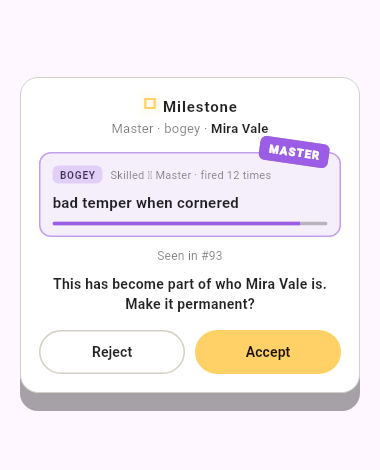 Milestone
Master · bogey · Mira Vale
MASTER
BOGEY Skilled Master · fired 12 times
bad temper when cornered
Seen in #93
This has become part of who Mira Vale is.
Make it permanent?
Reject Accept